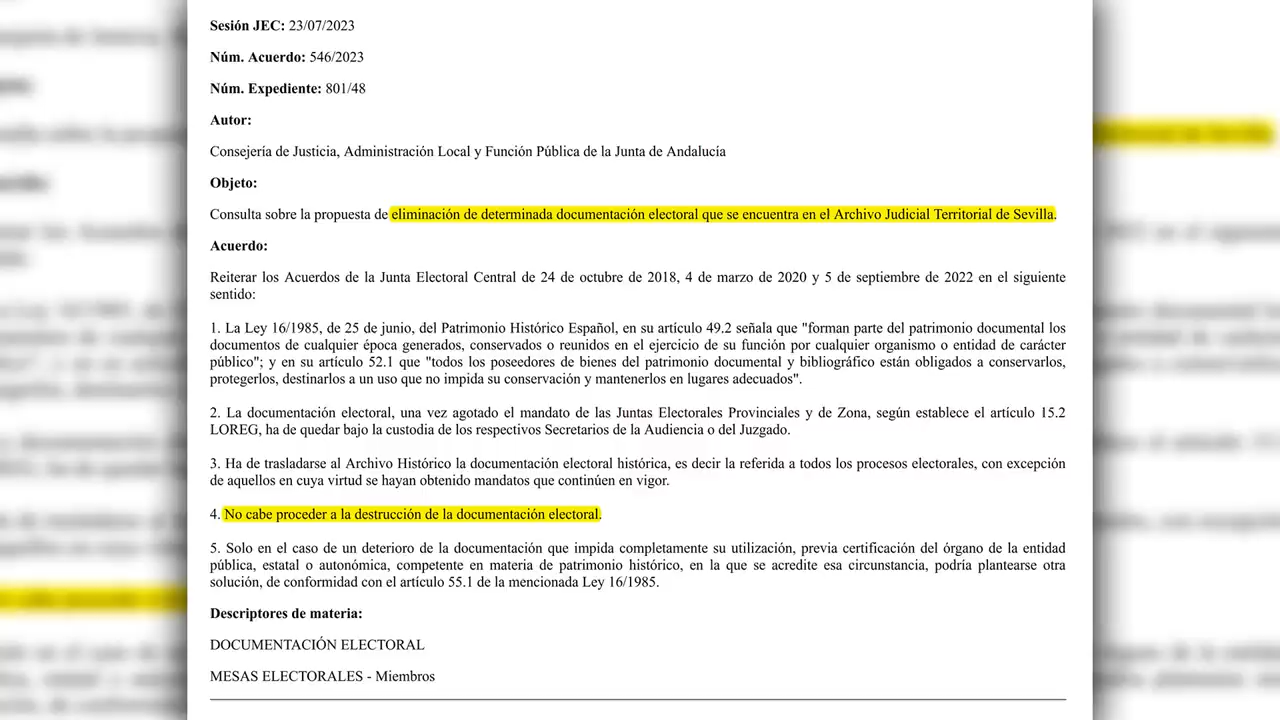 Sesión JEC: 23/07/2023
Núm. Acuerdo: 546/2023
Núm. Expediente: 801/48
Autor:
Consejería de Justicia, Administración Local y Función Pública de la Junta de Andalucía
Objeto:
Consulta sobre la propuesta de eliminación de determinada documentación electoral que se encuentra en el Archivo Judicial Territorial de Sevilla.
Acuerdo:
Reiterar los Acuerdos de la Junta Electoral Central de 24 de octubre de 2018, 4 de marzo de 2020 y 5 de septiembre de 2022 en el siguiente
sentido:
1. La Ley 16/1985, de 25 de junio, del Patrimonio Histórico Español, en su artículo 49.2 señala que "forman parte del patrimonio documental los
documentos de cualquier época generados, conservados o reunidos en el ejercicio de su función por cualquier organismo o entidad de carácter
público"; y en su artículo 52.1 que "todos los poseedores de bienes del patrimonio documental y bibliográfico están obligados a conservarlos,
protegerlos, destinarlos a un uso que no impida su conservación y mantenerlos en lugares adecuados".
2. La documentación electoral, una vez agotado el mandato de las Juntas Electorales Provinciales y de Zona, según establece el artículo 15.2
LOREG, ha de quedar bajo la custodia de los respectivos Secretarios de la Audiencia o del Juzgado.
3. Ha de trasladarse al Archivo Histórico la documentación electoral histórica, es decir la referida a todos los procesos electorales, con excepción
de aquellos en cuya virtud se hayan obtenido mandatos que continúen en vigor.
4. No cabe proceder a la destrucción de la documentación electoral.
5. Solo en el caso de un deterioro de la documentación que impida completamente su utilización, previa certificación del órgano de la entidad
pública, estatal o autonómica, competente en materia de patrimonio histórico, en la que se acredite esa circunstancia, podría plantearse otra
solución, de conformidad con el artículo 55.1 de la mencionada Ley 16/1985.
Descriptores de materia:
DOCUMENTACIÓN ELECTORAL
MESAS ELECTORALES - Miembros